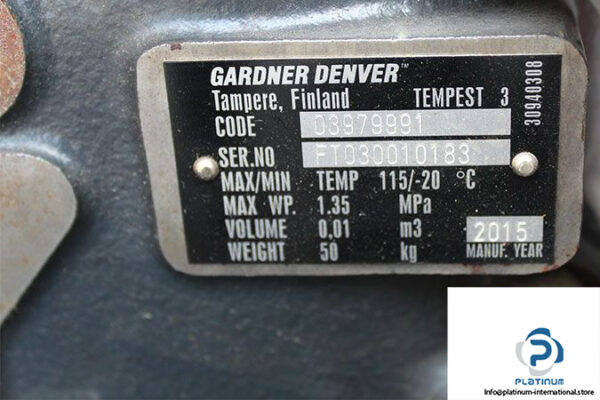 GARDNER DENVER™
Tampere, Finland TEMPEST 3
CODE 03979991
SER.NO FT030010183
MAX/MIN TEMP 115/-20 °C
MAX WP. 1.35 MPa
VOLUME 0.01 m3 2015
WEIGHT 50 kg MANUF. YEAR
30940308
PLATINUM
Info@platinum-international.store